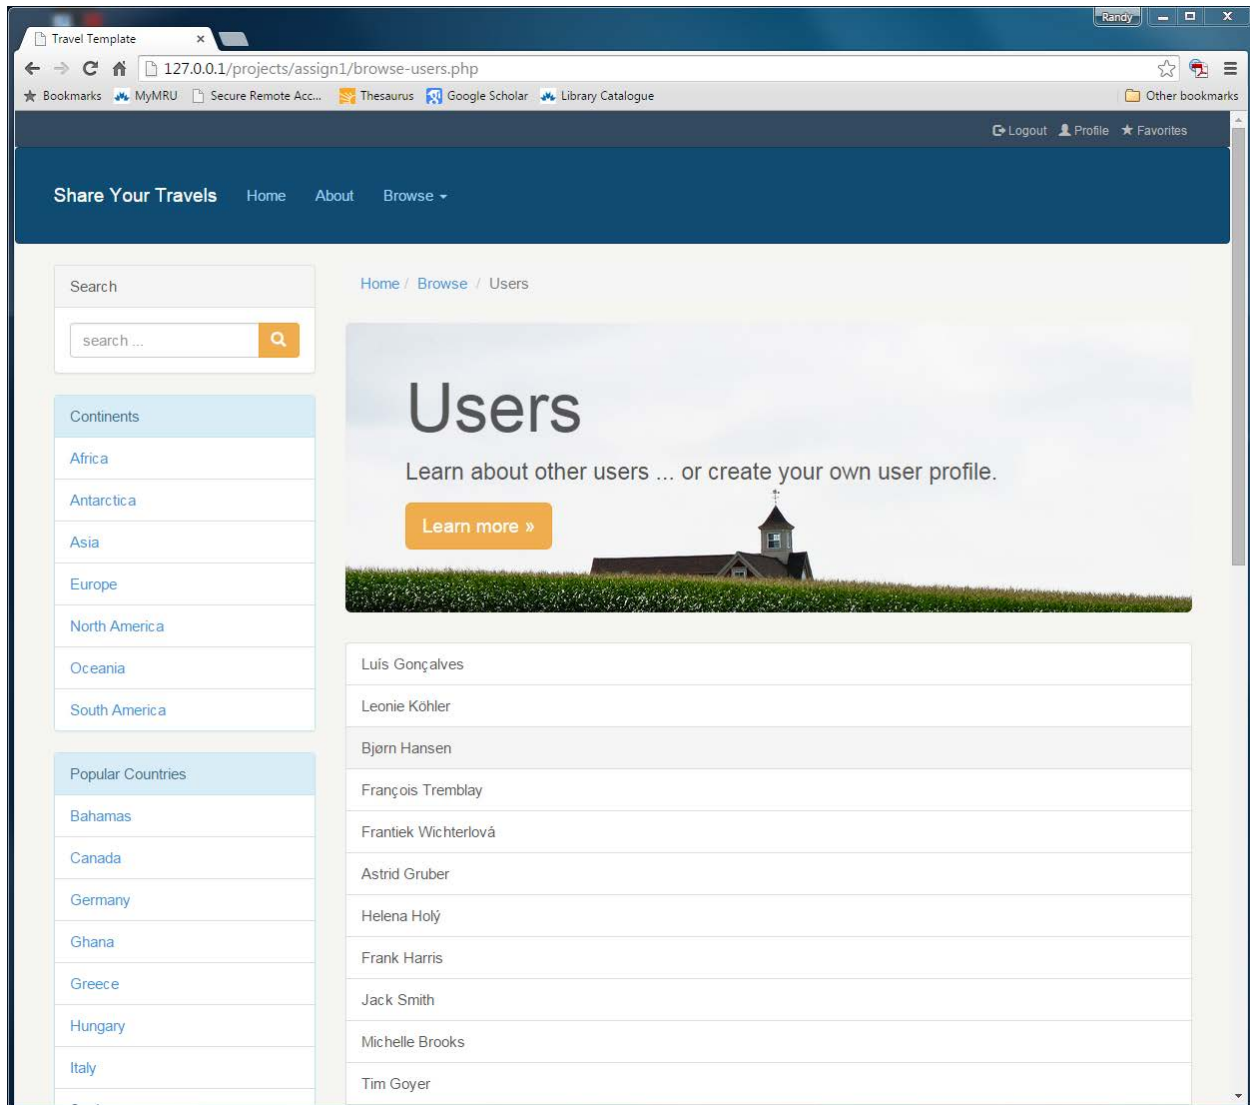 Randy
Travel Template
127.0.0.1/projects/assign1/browse-users.php
Bookmarks MyMRU Secure Remote Acc... Thesaurus Google Scholar Library Catalogue Other bookmarks
Logout Profile Favorites
Share Your Travels Home About Browse
Search
search ...
Continents
Africa
Antarctica
Asia
Europe
North America
Oceania
South America
Popular Countries
Bahamas
Canada
Germany
Ghana
Greece
Hungary
Italy
Home / Browse / Users
Users
Learn about other users ... or create your own user profile.
Learn more »
Luís Gonçalves
Leonie Köhler
Bjørn Hansen
François Tremblay
Frantiek Wichterlová
Astrid Gruber
Helena Holý
Frank Harris
Jack Smith
Michelle Brooks
Tim Goyer